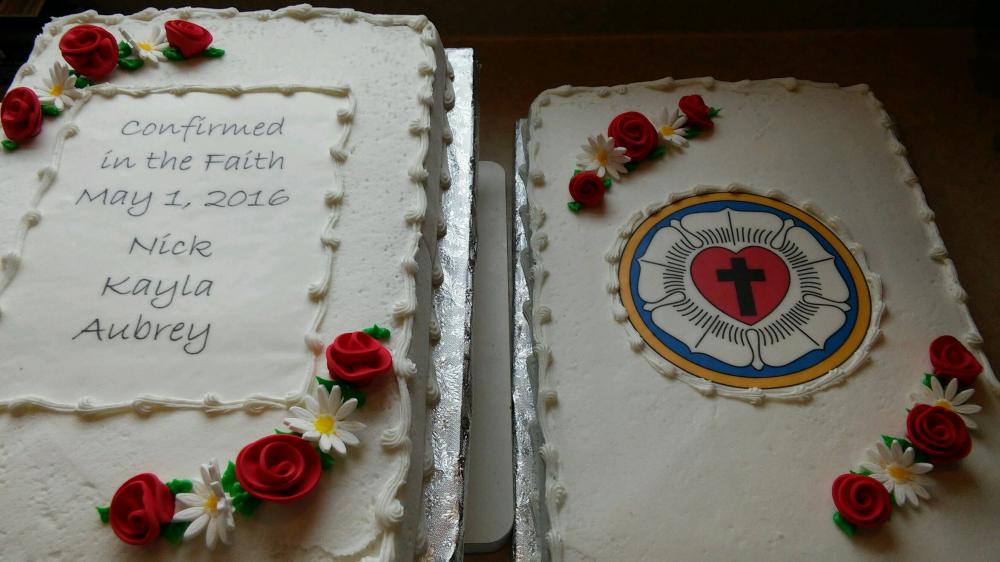 Confirmed
in the Faith
May 1, 2016
Nick
Kayla
Aubrey